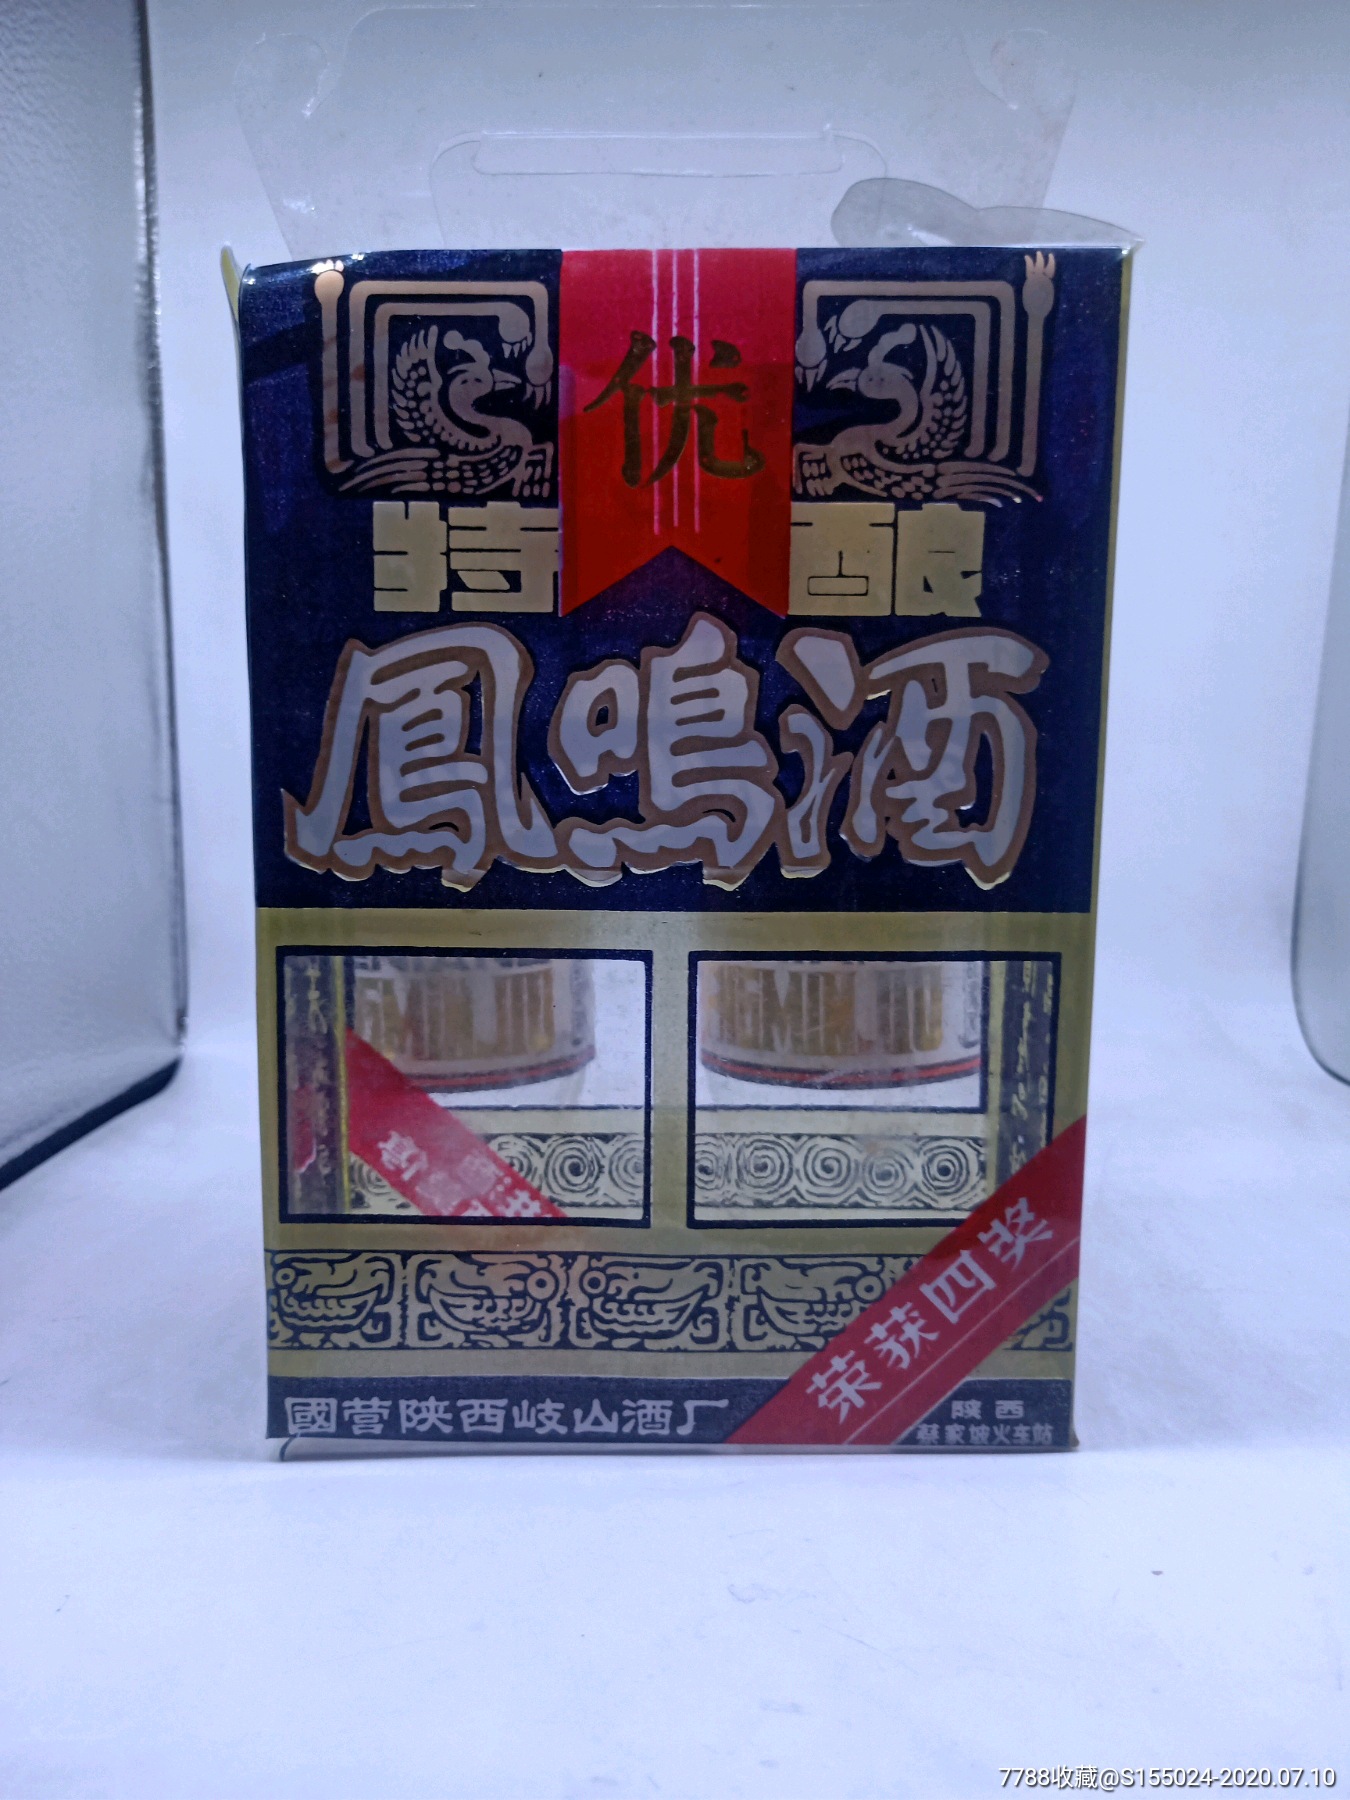 优
特 酿
鳳鳴酒
荣获四奖
國营陕西岐山酒厂
陕西
蔡家坡火车站
7788收藏@S155024-2020.07.10